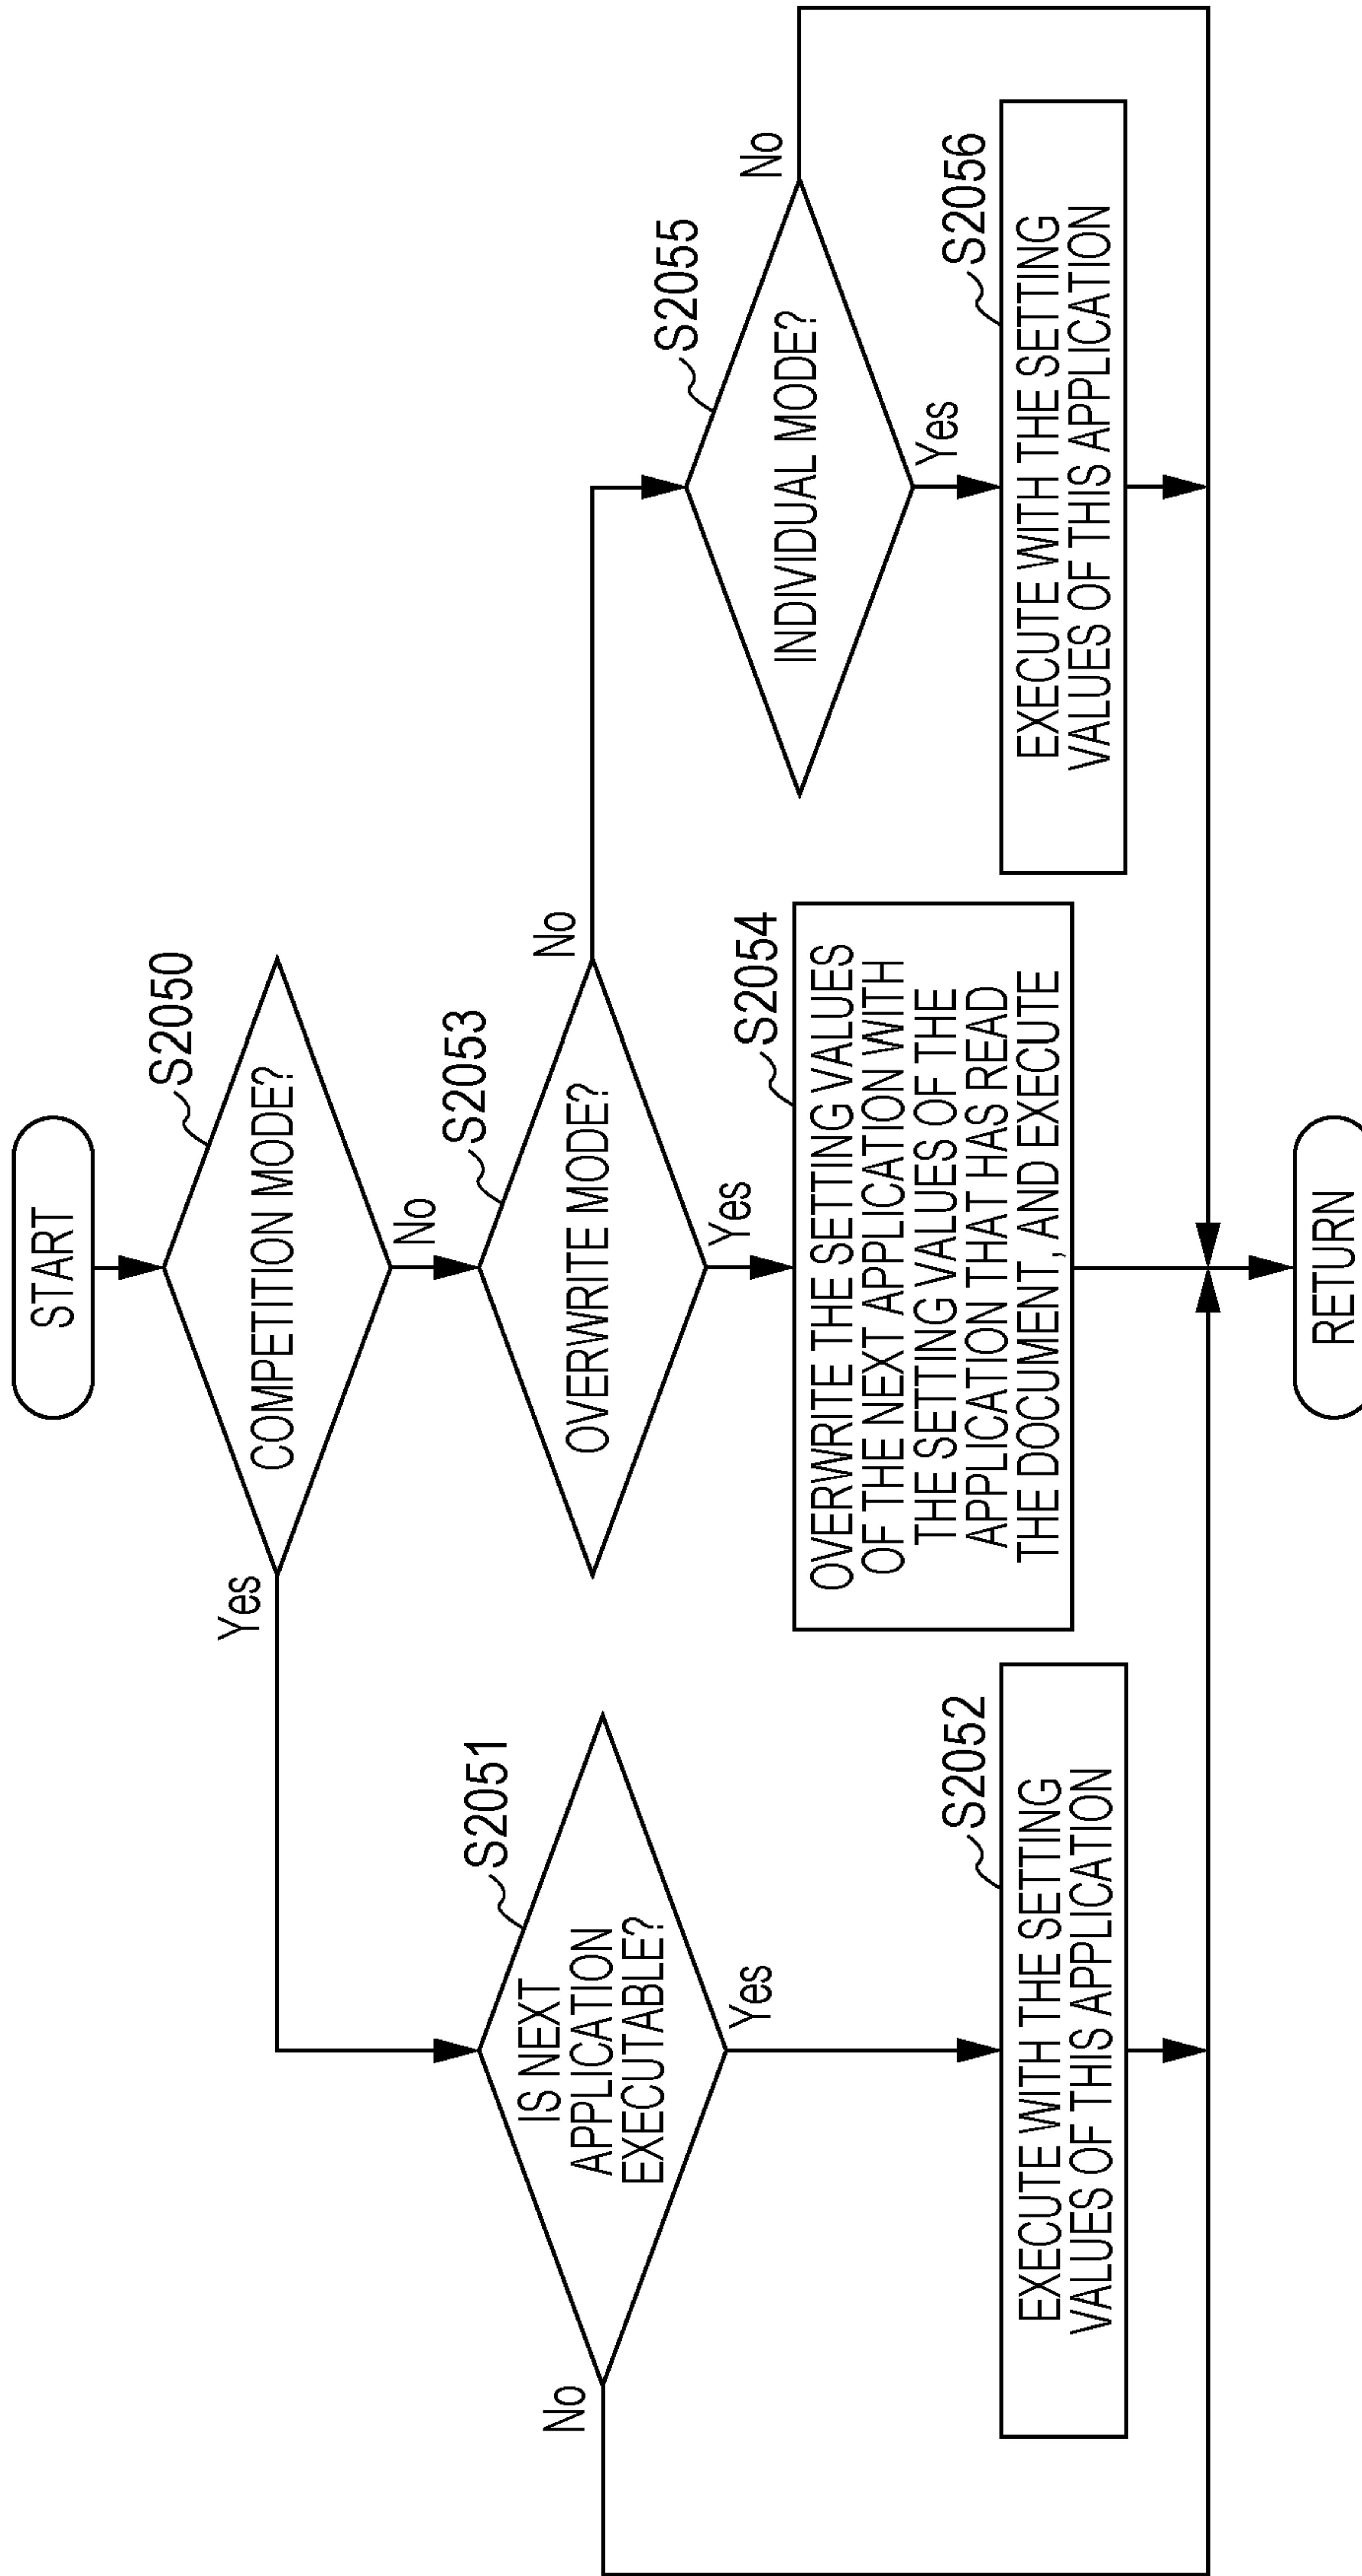 START
S2050
COMPETITION MODE?
Yes
No
S2051
IS NEXT
APPLICATION
EXECUTABLE?
No
Yes
S2052
EXECUTE WITH THE SETTING
VALUES OF THIS APPLICATION
S2053
OVERWRITE MODE?
No
Yes
S2054
OVERWRITE THE SETTING VALUES
OF THE NEXT APPLICATION WITH
THE SETTING VALUES OF THE
APPLICATION THAT HAS READ
THE DOCUMENT, AND EXECUTE
S2055
INDIVIDUAL MODE?
No
Yes
S2056
EXECUTE WITH THE SETTING
VALUES OF THIS APPLICATION
RETURN